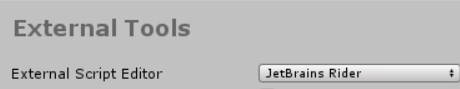 External Tools
External Script Editor
JetBrains Rider